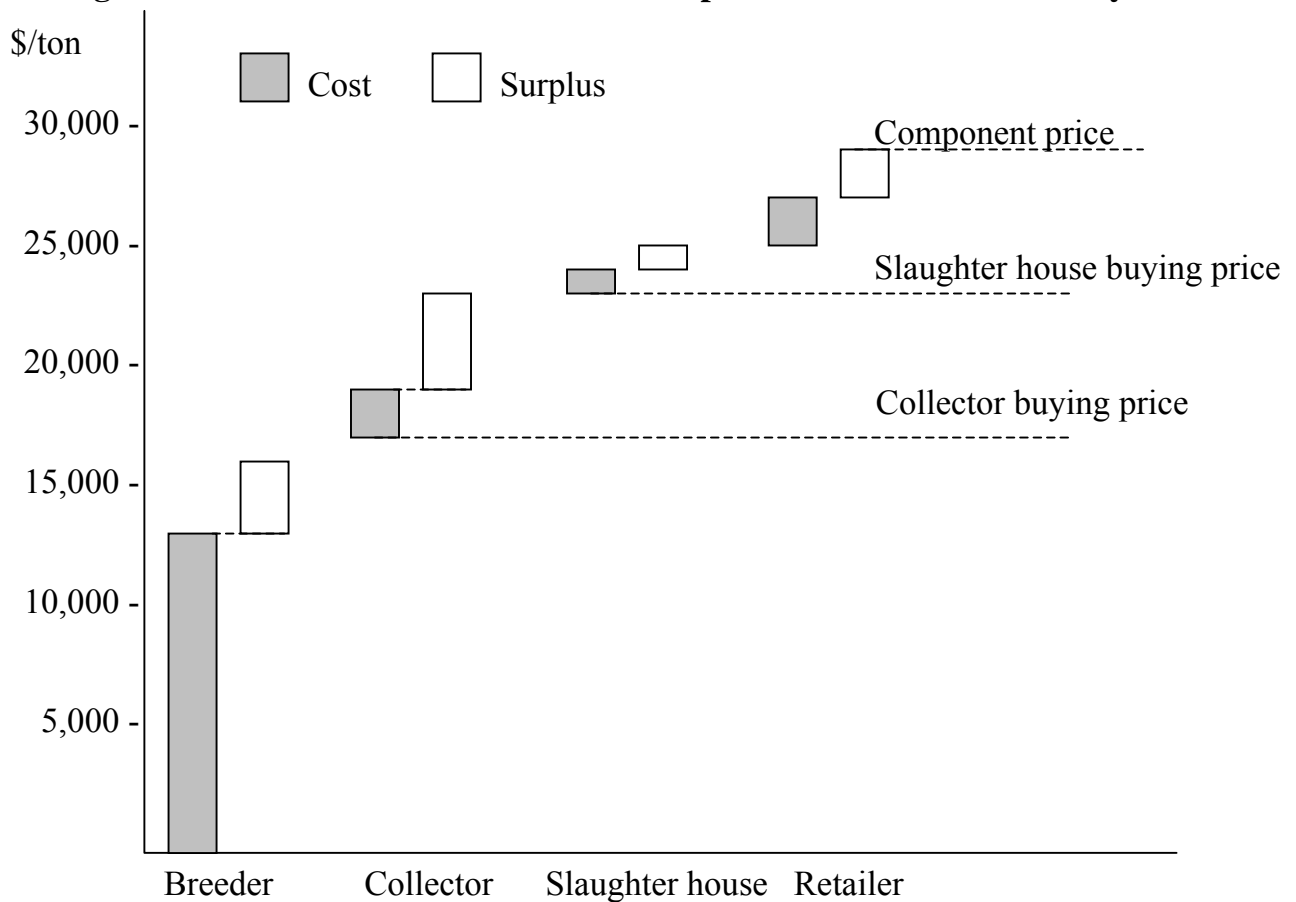 $/ton
Cost
Surplus
30,000 -
Component price
25,000 -
Slaughter house buying price
20,000 -
Collector buying price
15,000 -
10,000 -
5,000 -
Breeder Collector Slaughter house Retailer